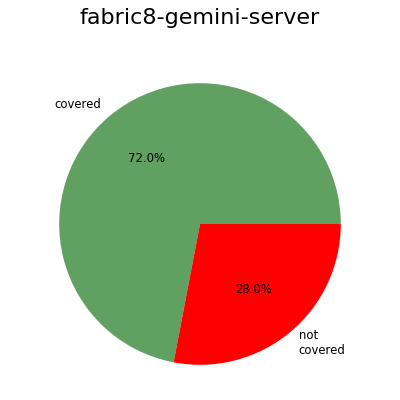 fabric8-gemini-server
covered
72.0%
28.0%
not
covered